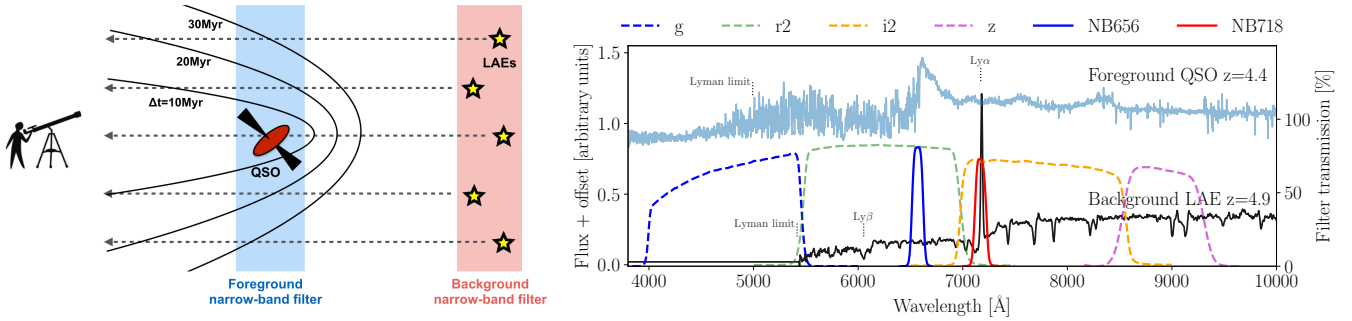 30Myr
20Myr
Δt=10Myr
QSO
LAEs
Foreground
narrow-band filter
Background
narrow-band filter
g r2 i2 z NB656 NB718
Flux + offset [arbitrary units]
1.5
1.0
0.5
0.0
Lyman limit
Lyα
Foreground QSO z=4.4
Lyman limit
Lyβ
Background LAE z=4.9
100
50
0
Filter transmission [%]
4000 5000 6000 7000 8000 9000 10000
Wavelength [Å]